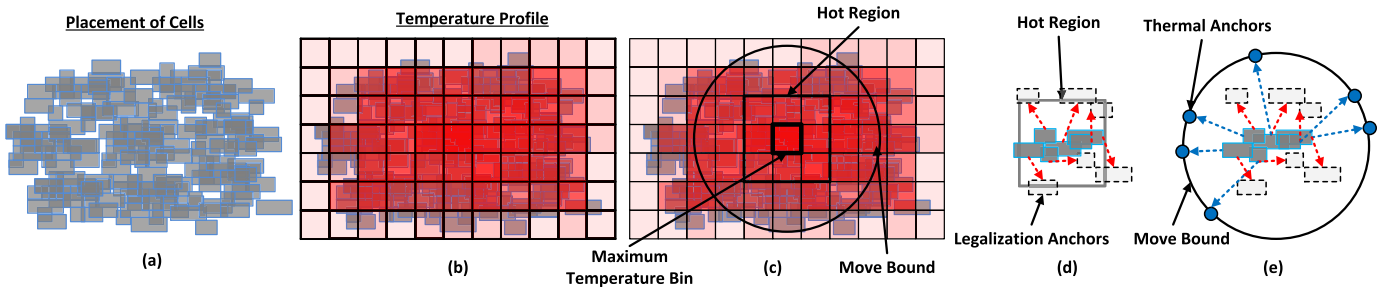 Placement of Cells
(a)
Temperature Profile
(b)
Hot Region
Maximum
Temperature Bin
(c)
Move Bound
Hot Region
Legalization Anchors
(d)
Thermal Anchors
Move Bound
(e)